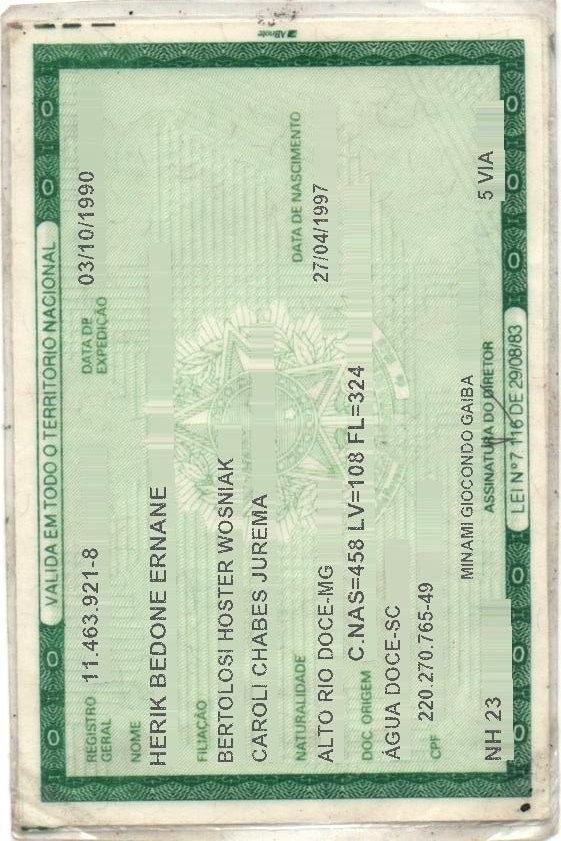 VALIDA EM TODO O TERRITÓRIO NACIONAL
REGISTRO GERAL 11.463.921-8 DATA DE EXPEDIÇÃO 03/10/1990
NOME
HERIK BEDONE ERNANE
FILIAÇÃO
BERTOLOSI HOSTER WOSNIAK
CAROLI CHABES JUREMA
NATURALIDADE DATA DE NASCIMENTO
ALTO RIO DOCE-MG 27/04/1997
DOC ORIGEM C.NAS=458 LV=108 FL=324
ÁGUA DOCE-SC
CPF 220.270.765-49
MINAMI GIOCONDO GAIBA
NH 23 ASSINATURA DO DIRETOR 5 VIA
LEI Nº 7.116 DE 29/08/83